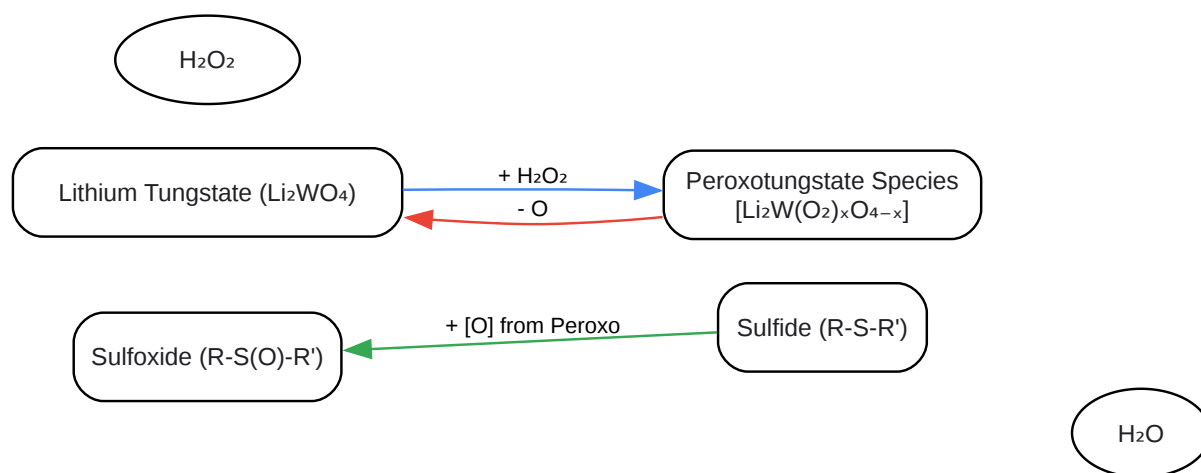 H₂O₂
Lithium Tungstate (Li₂WO₄)
+ H₂O₂
- O
Peroxotungstate Species
[Li₂W(O₂)ₓO₄₋ₓ]
Sulfoxide (R-S(O)-R')
+ [O] from Peroxo
Sulfide (R-S-R')
H₂O